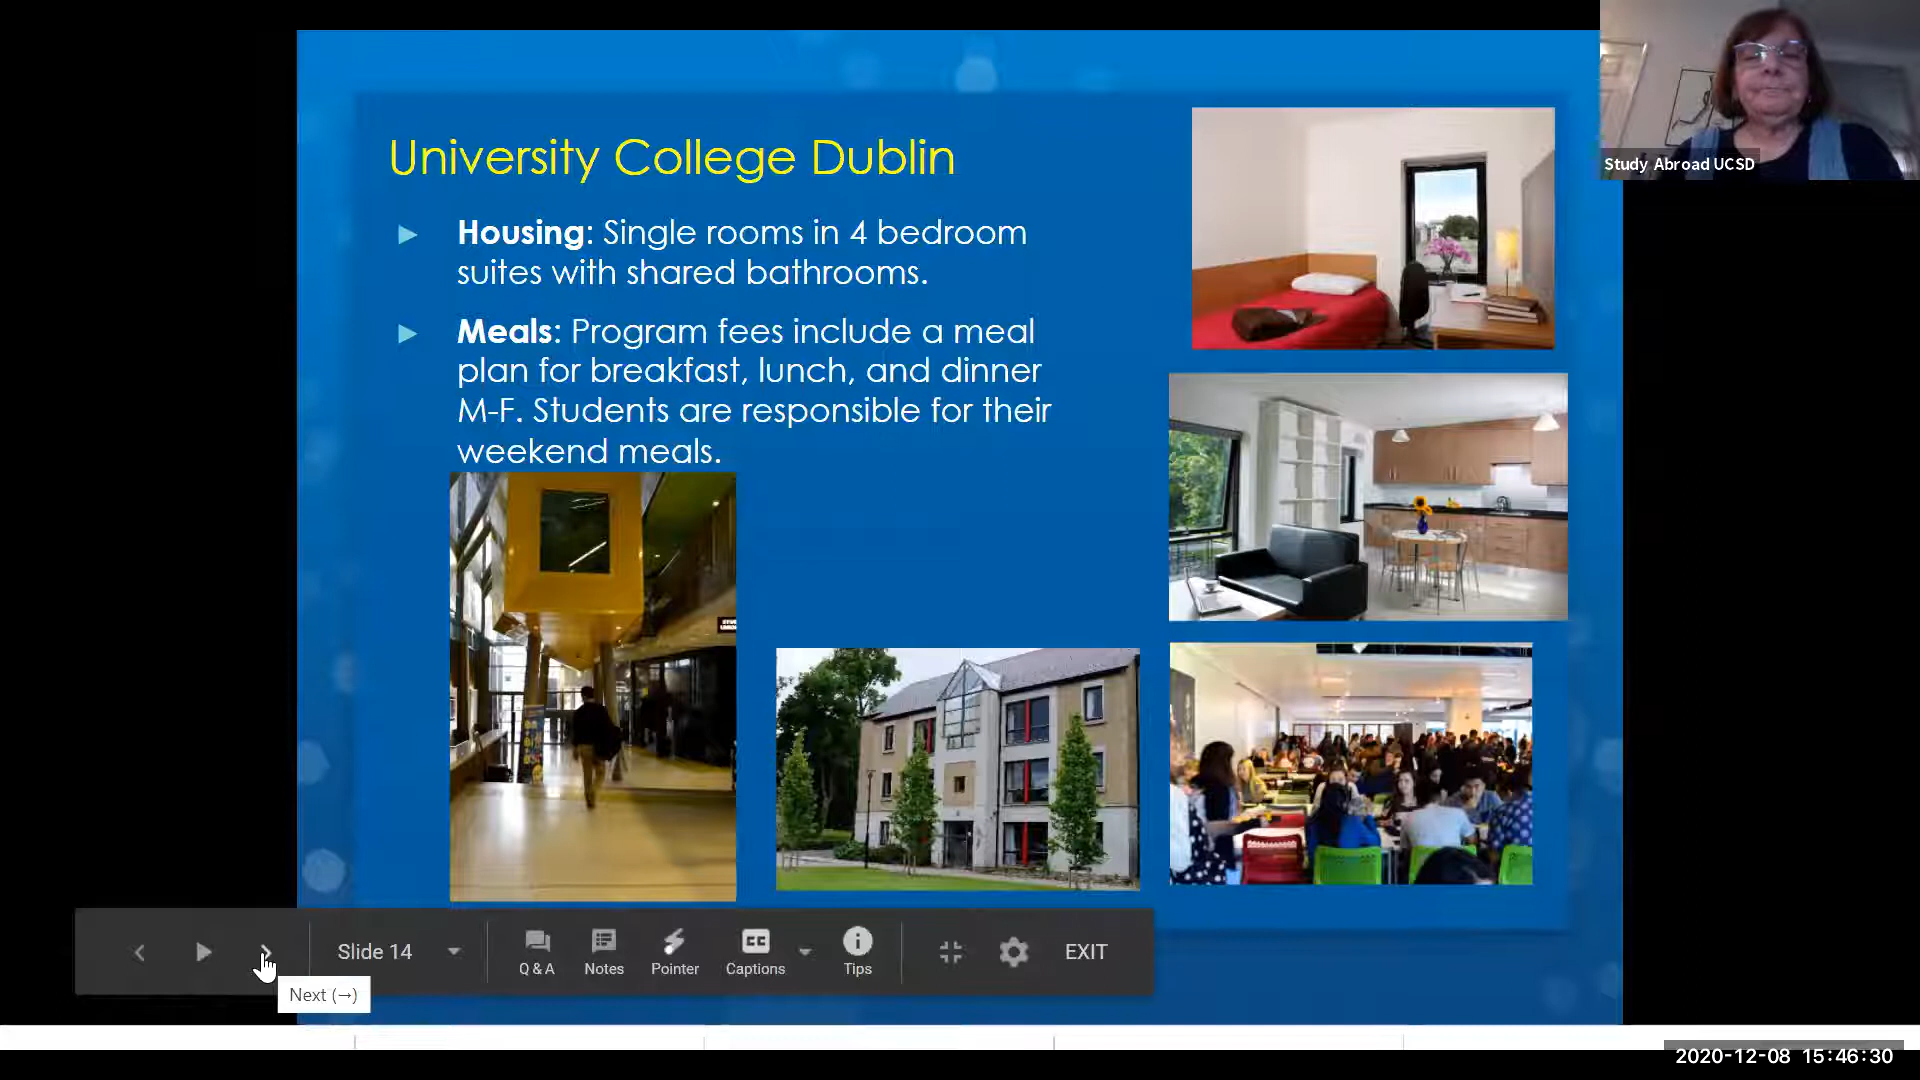 University College Dublin
Housing: Single rooms in 4 bedroom
suites with shared bathrooms.
Meals: Program fees include a meal
plan for breakfast, lunch, and dinner
M-F. Students are responsible for their
weekend meals.
Study Abroad UCSD
Slide 14
Q & A
Notes
Pointer
CC
Captions
Tips
EXIT
Next (→)
2020-12-08 15:46:30